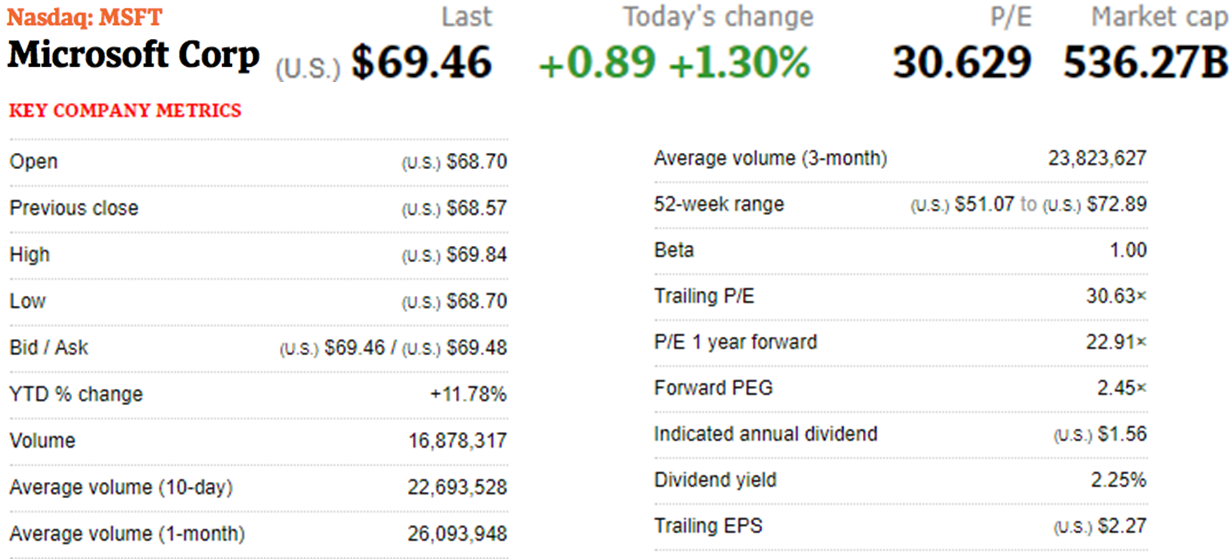 Nasdaq: MSFT Last Today's change P/E Market cap
Microsoft Corp (U.S.) $69.46 +0.89 +1.30% 30.629 536.27B
KEY COMPANY METRICS
Open (U.S.) $68.70
Previous close (U.S.) $68.57
High (U.S.) $69.84
Low (U.S.) $68.70
Bid / Ask (U.S.) $69.46 / (U.S.) $69.48
YTD % change +11.78%
Volume 16,878,317
Average volume (10-day) 22,693,528
Average volume (1-month) 26,093,948
Average volume (3-month) 23,823,627
52-week range (U.S.) $51.07 to (U.S.) $72.89
Beta 1.00
Trailing P/E 30.63×
P/E 1 year forward 22.91×
Forward PEG 2.45×
Indicated annual dividend (U.S.) $1.56
Dividend yield 2.25%
Trailing EPS (U.S.) $2.27